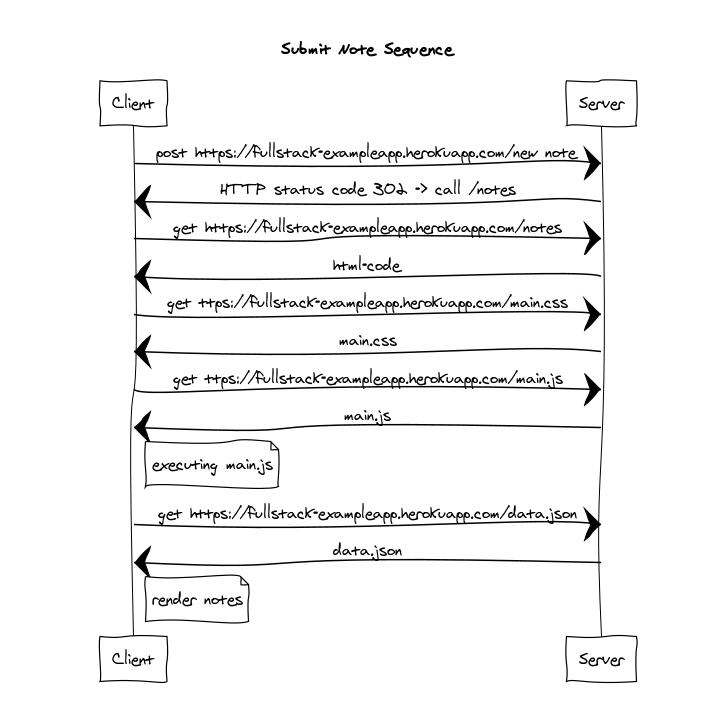 Submit Note Sequence
Client
Server
post https://fullstack-exampleapp.herokuapp.com/new note
HTTP status code 302 -> call /notes
get https://fullstack-exampleapp.herokuapp.com/notes
html-code
get ttps://fullstack-exampleapp.herokuapp.com/main.css
main.css
get ttps://fullstack-exampleapp.herokuapp.com/main.js
main.js
executing main.js
get https://fullstack-exampleapp.herokuapp.com/data.json
data.json
render notes
Client
Server